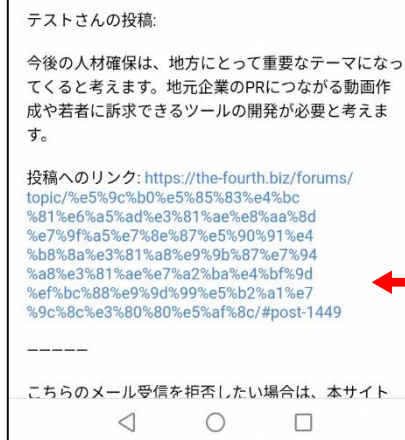 テストさんの投稿:
今後の人材確保は、地方にとって重要なテーマになっ
てくると考えます。地元企業のPRにつながる動画作
成や若者に訴求できるツールの開発が必要と考えま
す。
投稿へのリンク: https://the-fourth.biz/forums/
topic/%e5%9c%b0%e5%85%83%e4%bc
%81%e6%a5%ad%e3%81%ae%e8%aa%8d
%e7%9f%a5%e7%8e%87%e5%90%91%e4
%b8%8a%e3%81%a8%e9%9b%87%e7%94
%a8%e3%81%ae%e7%a2%ba%e4%bf%9d
%ef%bc%88%e9%9d%99%e5%b2%a1%e7
%9c%8c%e3%80%80%e5%af%8c/#post-1449
−−−−−
こちらのメール受信を拒否したい場合は、本サイト